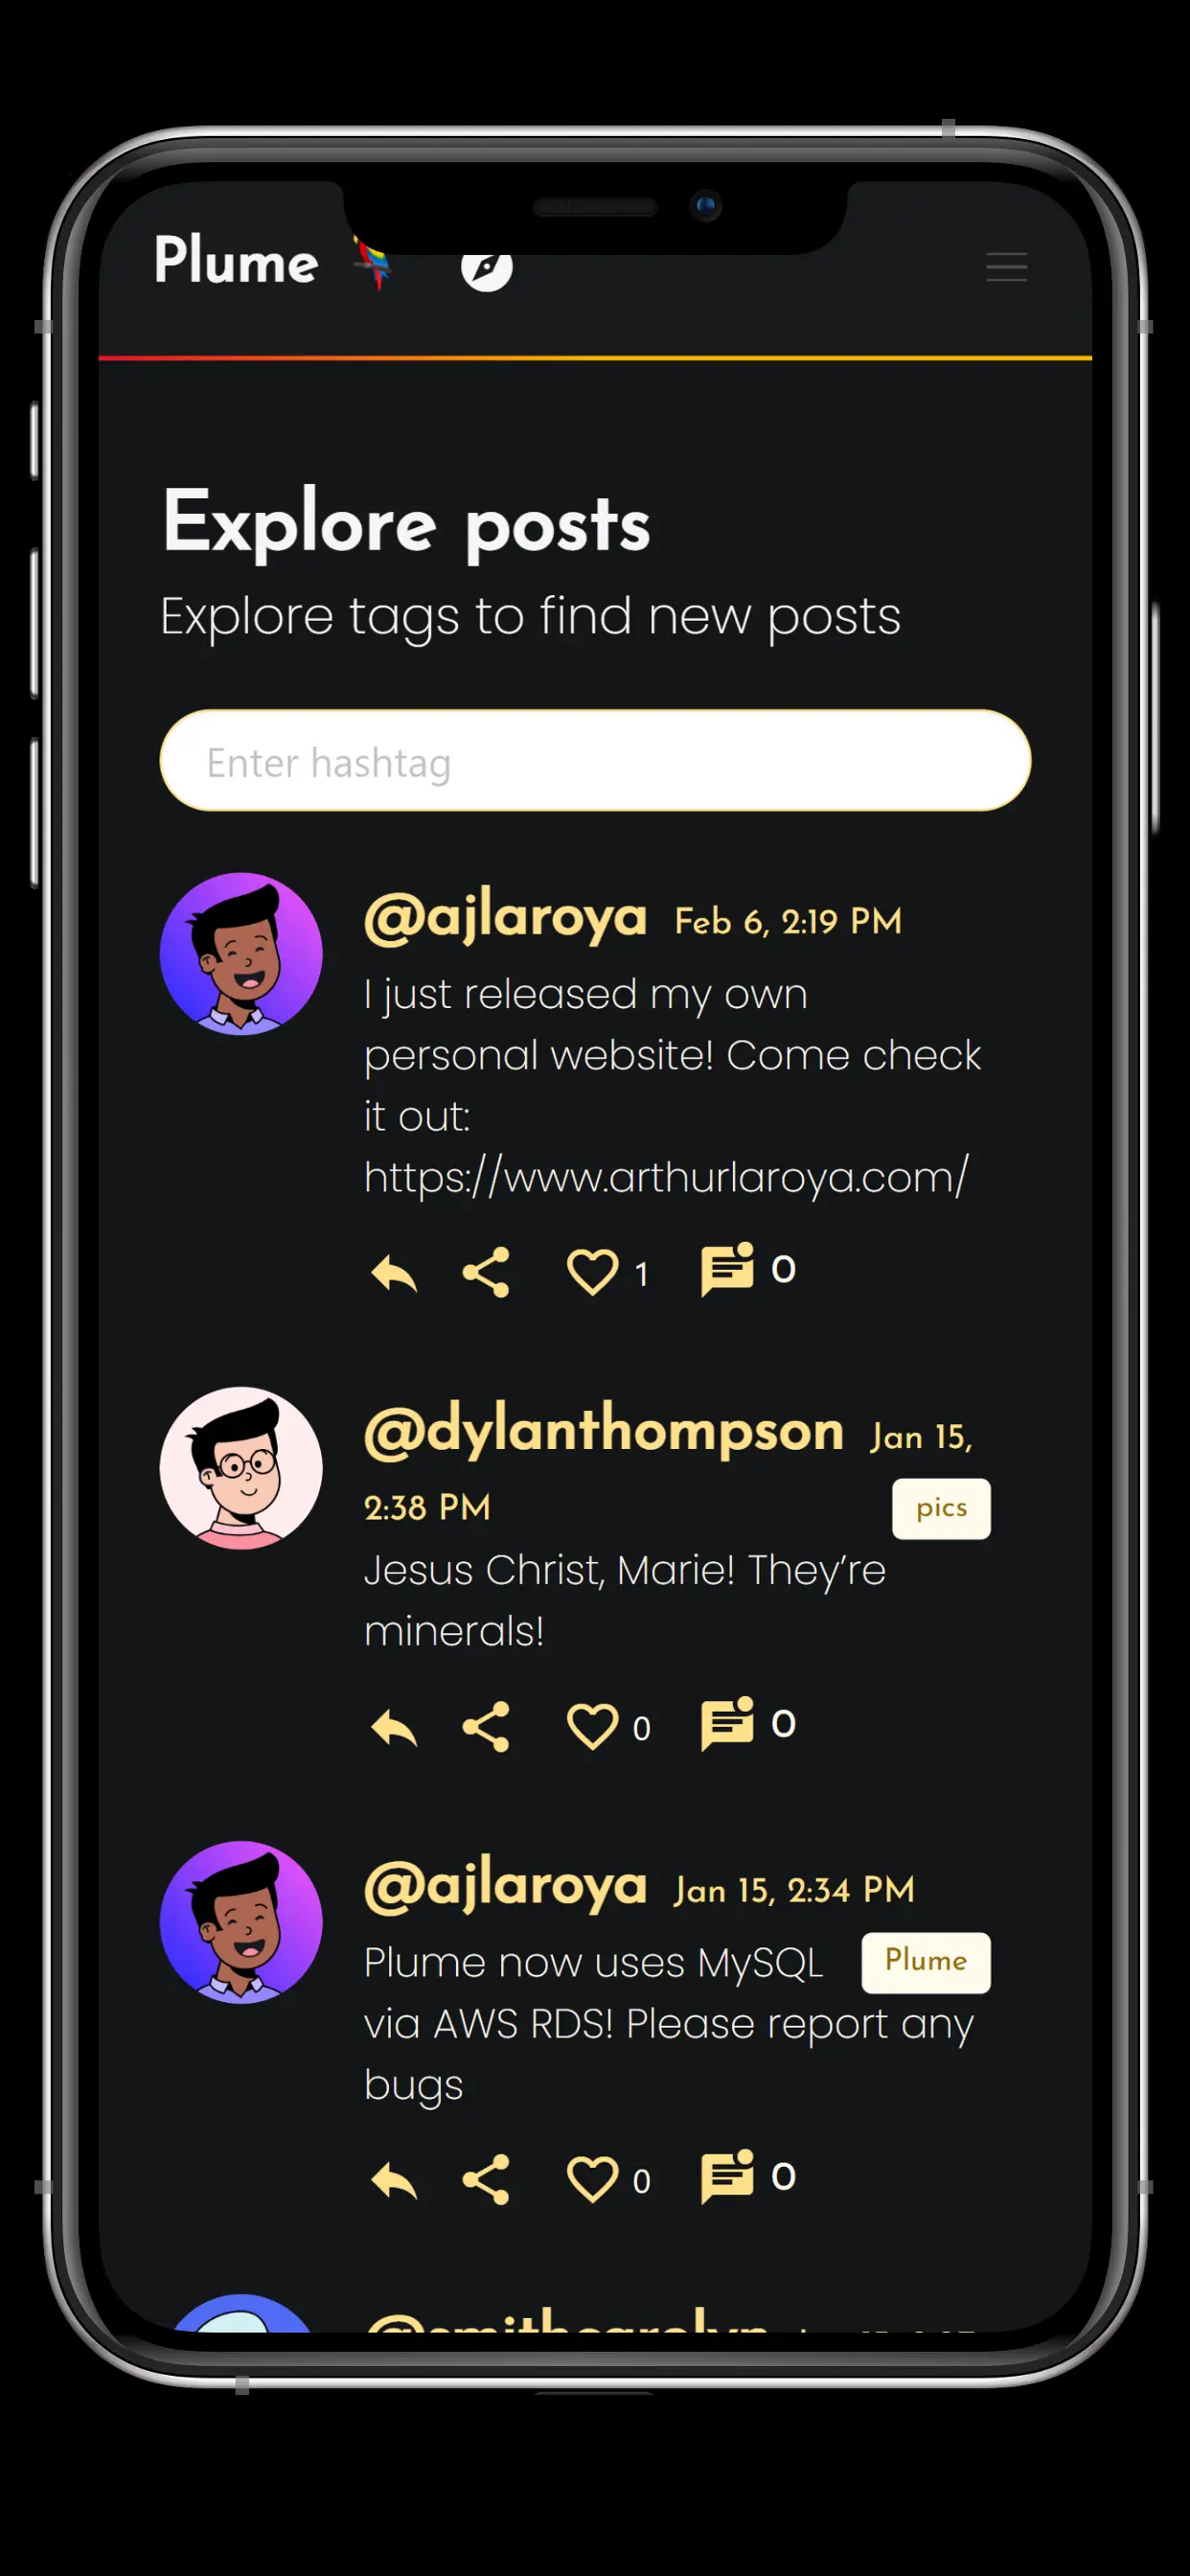 Plume
Explore posts
Explore tags to find new posts
Enter hashtag
@ajlaroya Feb 6, 2:19 PM
I just released my own
personal website! Come check
it out:
https://www.arthurlaroya.com/
1 0
@dylanthompson Jan 15,
2:38 PM pics
Jesus Christ, Marie! They’re
minerals!
0 0
@ajlaroya Jan 15, 2:34 PM
Plume now uses MySQL Plume
via AWS RDS! Please report any
bugs
0 0
@smithcarolyn